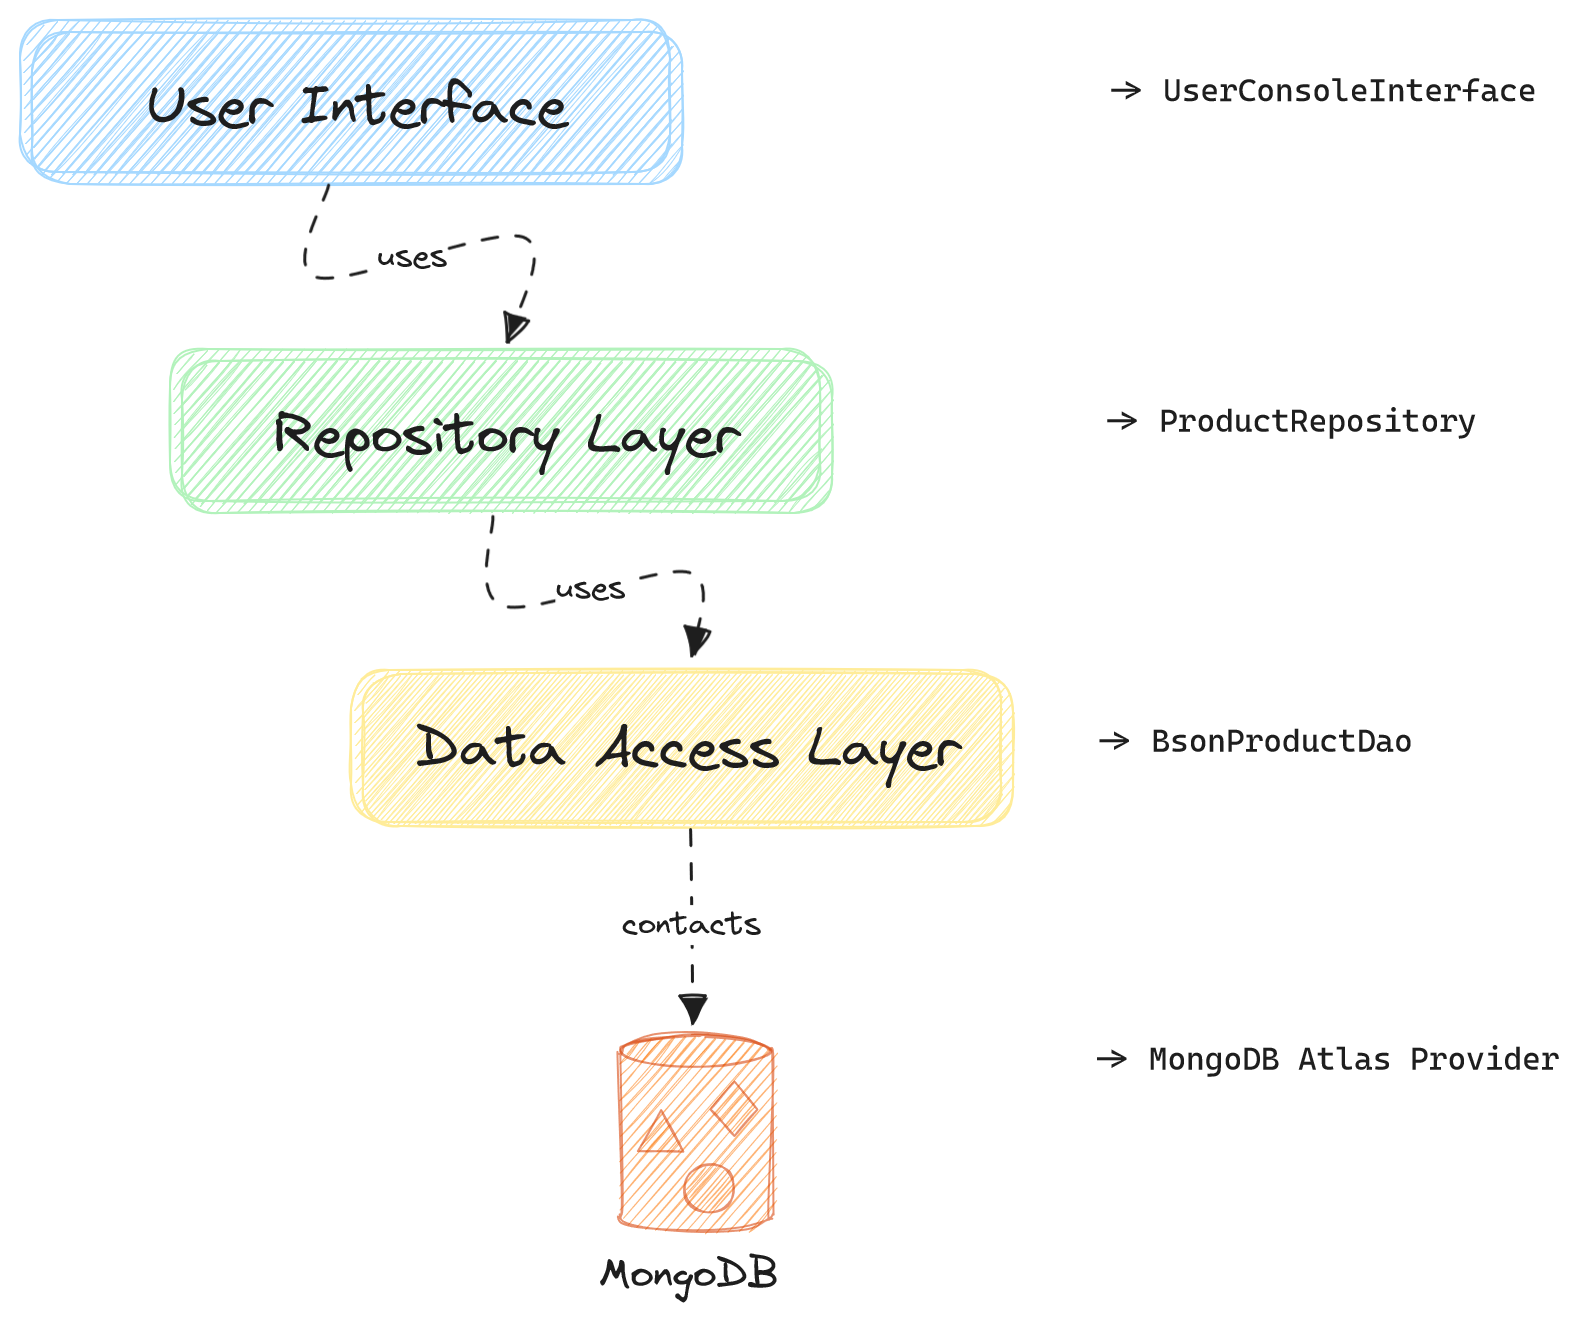 User Interface
→ UserConsoleInterface
uses
Repository Layer
→ ProductRepository
uses
Data Access Layer
→ BsonProductDao
contacts
→ MongoDB Atlas Provider
MongoDB